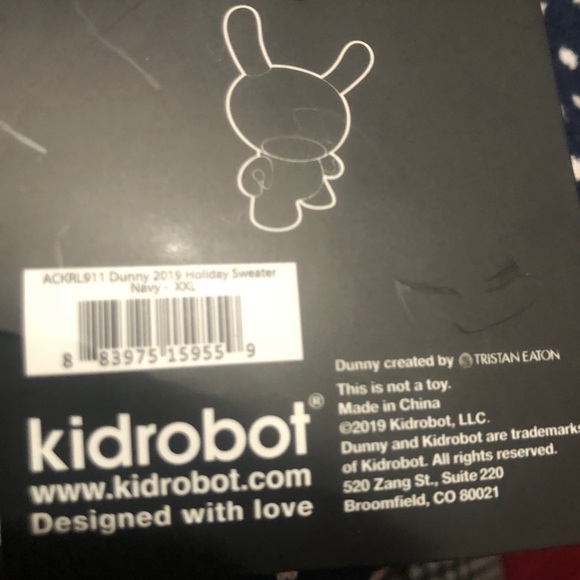 ACKRL911 Dunny 2019 Holiday Sweater
Navy - XXL
8 83975 15955 9
kidrobot®
www.kidrobot.com
Designed with love
Dunny created by TRISTAN EATON
This is not a toy.
Made in China
©2019 Kidrobot, LLC.
Dunny and Kidrobot are trademarks
of Kidrobot. All rights reserved.
520 Zang St., Suite 220
Broomfield, CO 80021